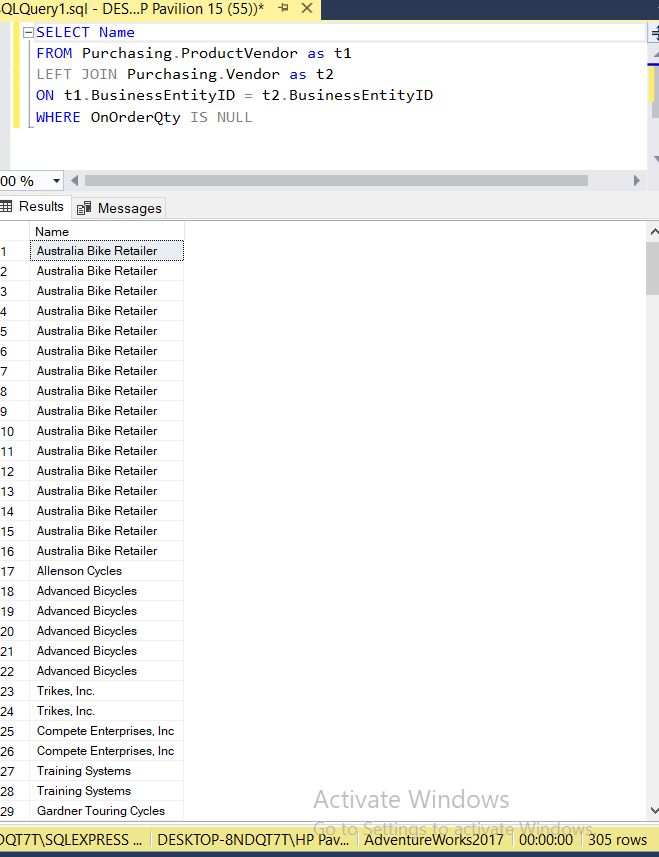 QLQuery1.sql - DES...P Pavilion 15 (55))*
SELECT Name
FROM Purchasing.ProductVendor as t1
LEFT JOIN Purchasing.Vendor as t2
ON t1.BusinessEntityID = t2.BusinessEntityID
WHERE OnOrderQty IS NULL
00 %
Results Messages
Name
1 Australia Bike Retailer
2 Australia Bike Retailer
3 Australia Bike Retailer
4 Australia Bike Retailer
5 Australia Bike Retailer
6 Australia Bike Retailer
7 Australia Bike Retailer
8 Australia Bike Retailer
9 Australia Bike Retailer
10 Australia Bike Retailer
11 Australia Bike Retailer
12 Australia Bike Retailer
13 Australia Bike Retailer
14 Australia Bike Retailer
15 Australia Bike Retailer
16 Australia Bike Retailer
17 Allenson Cycles
18 Advanced Bicycles
19 Advanced Bicycles
20 Advanced Bicycles
21 Advanced Bicycles
22 Advanced Bicycles
23 Trikes, Inc.
24 Trikes, Inc.
25 Compete Enterprises, Inc
26 Compete Enterprises, Inc
27 Training Systems
28 Training Systems
29 Gardner Touring Cycles
Activate Windows
Go to Settings to activate Windows.
QT7T\SQLEXPRESS ... DESKTOP-8NDQT7T\HP Pav... AdventureWorks2017 00:00:00 305 rows